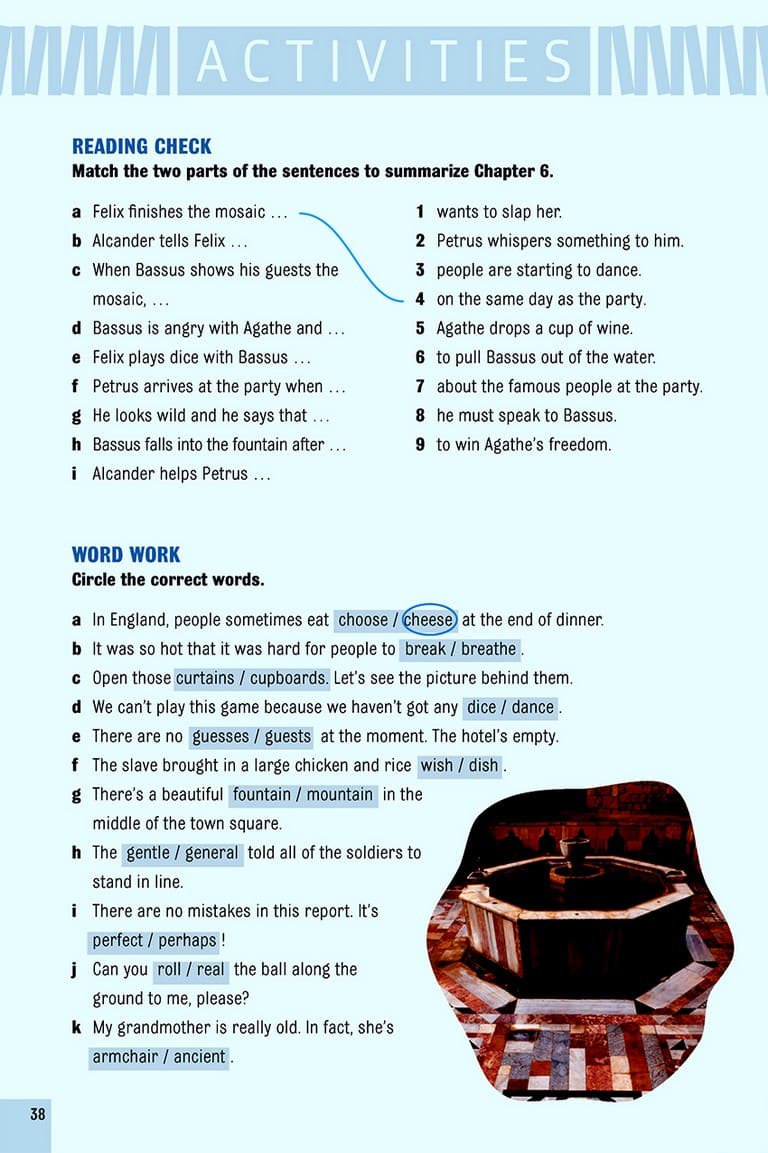 ACTIVITIES
READING CHECK
Match the two parts of the sentences to summarize Chapter 6.
a Felix finishes the mosaic ...
b Alcander tells Felix ...
c When Bassus shows his guests the
mosaic, ...
d Bassus is angry with Agathe and ...
e Felix plays dice with Bassus ...
f Petrus arrives at the party when ...
g He looks wild and he says that ...
h Bassus falls into the fountain after ...
i Alcander helps Petrus ...
1 wants to slap her.
2 Petrus whispers something to him.
3 people are starting to dance.
4 on the same day as the party.
5 Agathe drops a cup of wine.
6 to pull Bassus out of the water.
7 about the famous people at the party.
8 he must speak to Bassus.
9 to win Agathe's freedom.
WORD WORK
Circle the correct words.
a In England, people sometimes eat choose / cheese at the end of dinner.
b It was so hot that it was hard for people to break / breathe.
c Open those curtains / cupboards. Let's see the picture behind them.
d We can't play this game because we haven't got any dice / dance.
e There are no guesses / guests at the moment. The hotel's empty.
f The slave brought in a large chicken and rice wish / dish.
g There's a beautiful fountain / mountain in the
middle of the town square.
h The gentle / general told all of the soldiers to
stand in line.
i There are no mistakes in this report. It's
perfect / perhaps!
j Can you roll / real the ball along the
ground to me, please?
k My grandmother is really old. In fact, she's
armchair / ancient.
38